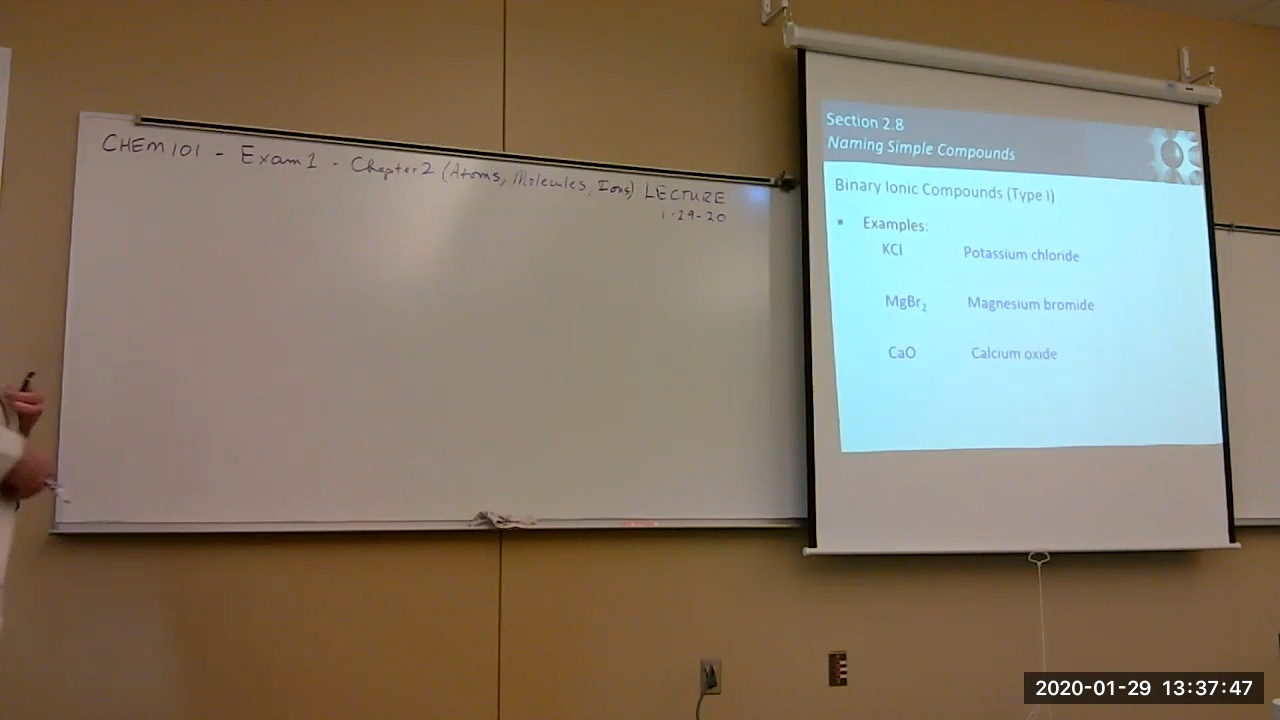 CHEM 101 - Exam 1 - Chapter 2 (Atoms, Molecules, Ions) LECTURE
1-29-20
Section 2.8
Naming Simple Compounds
Binary Ionic Compounds (Type I)
▪ Examples:
KCl Potassium chloride
MgBr₂ Magnesium bromide
CaO Calcium oxide
2020-01-29 13:37:47